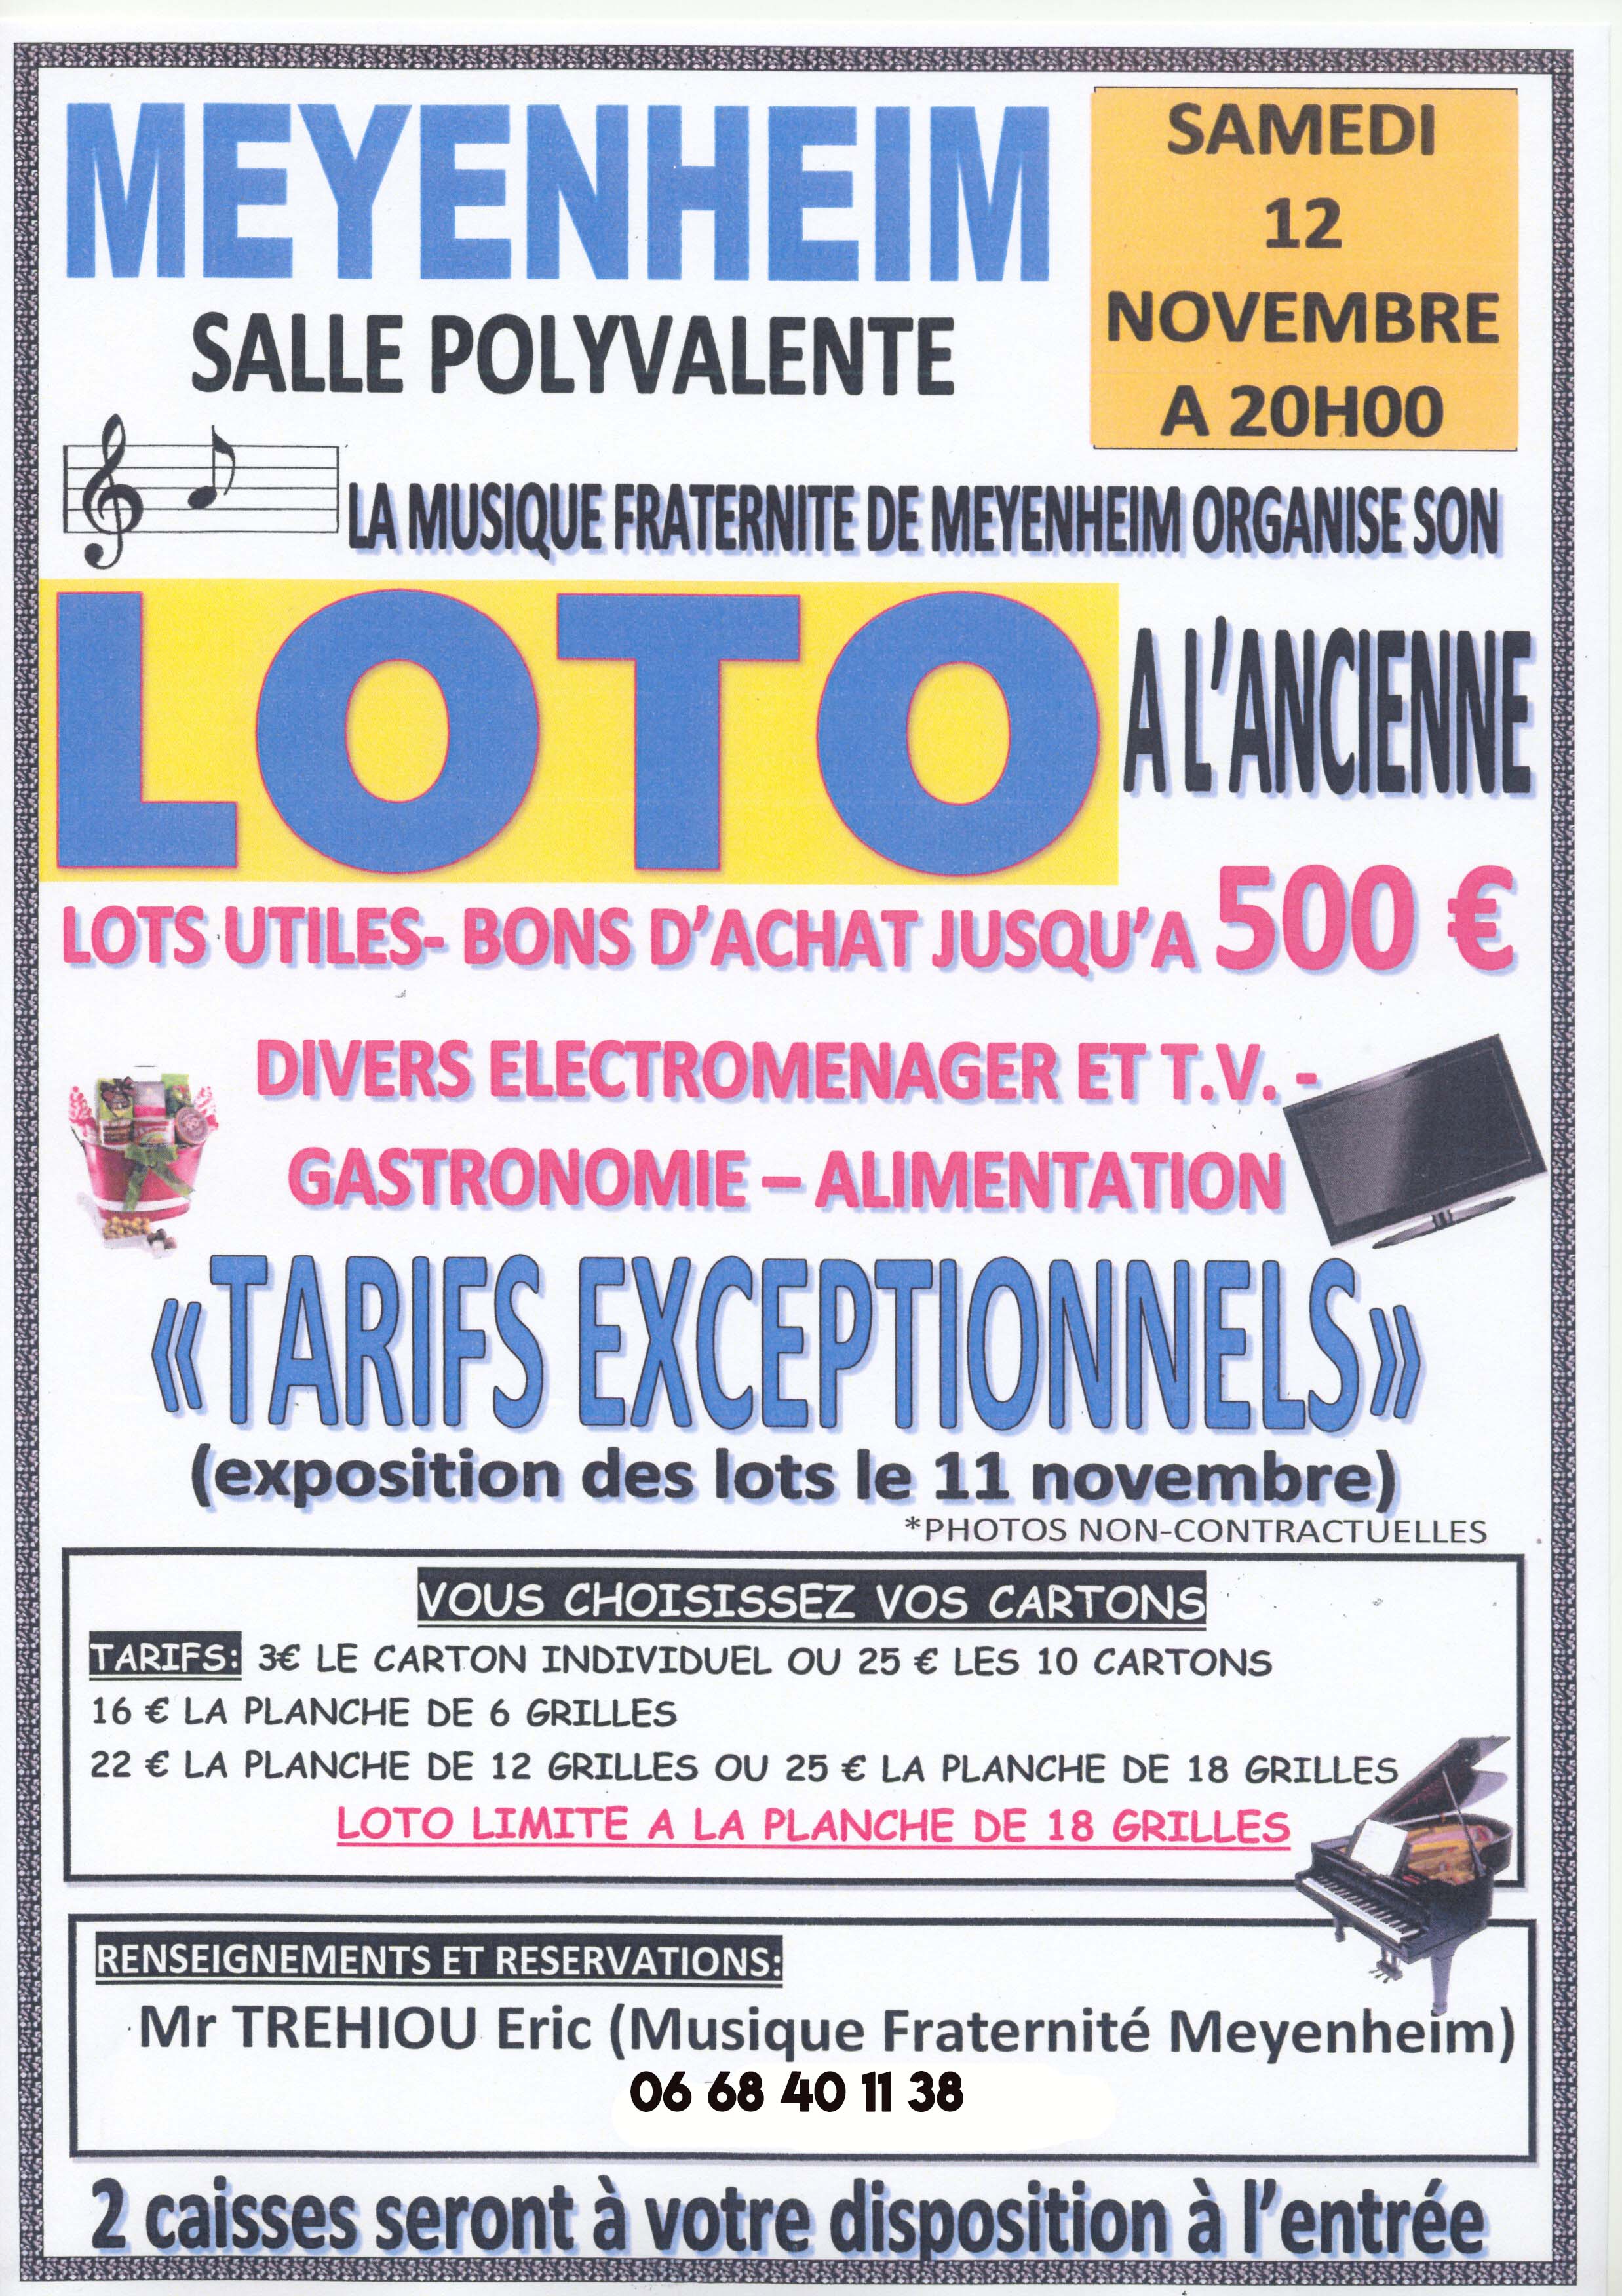 MEYENHEIM
SALLE POLYVALENTE
SAMEDI
12
NOVEMBRE
A 20H00
LA MUSIQUE FRATERNITE DE MEYENHEIM ORGANISE SON
LOTO
A L'ANCIENNE
LOTS UTILES- BONS D'ACHAT JUSQU'A 500 €
DIVERS ELECTROMENAGER ET T.V. -
GASTRONOMIE – ALIMENTATION
«TARIFS EXCEPTIONNELS»
(exposition des lots le 11 novembre)
*PHOTOS NON-CONTRACTUELLES
VOUS CHOISISSEZ VOS CARTONS
TARIFS: 3€ LE CARTON INDIVIDUEL OU 25 € LES 10 CARTONS
16 € LA PLANCHE DE 6 GRILLES
22 € LA PLANCHE DE 12 GRILLES OU 25 € LA PLANCHE DE 18 GRILLES
LOTO LIMITE A LA PLANCHE DE 18 GRILLES
RENSEIGNEMENTS ET RESERVATIONS:
Mr TREHIOU Eric (Musique Fraternité Meyenheim)
06 68 40 11 38
2 caisses seront à votre disposition à l'entrée